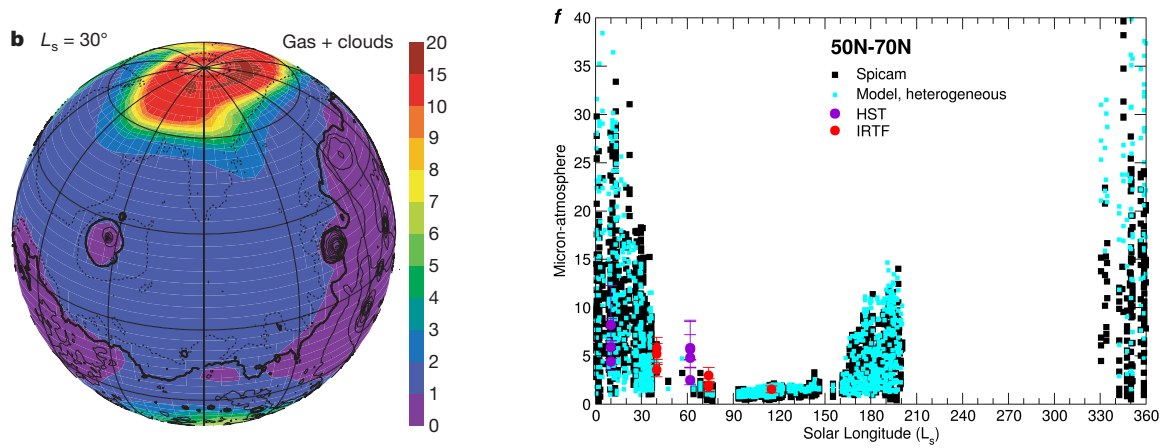 b L_s = 30° Gas + clouds
20
15
10
9
8
7
6
5
4
3
2
1
0
f
50N-70N
Spicam
Model, heterogeneous
HST
IRTF
Micron-atmosphere
40
35
30
25
20
15
10
5
0
0 30 60 90 120 150 180 210 240 270 300 330 360
Solar Longitude (L_s)